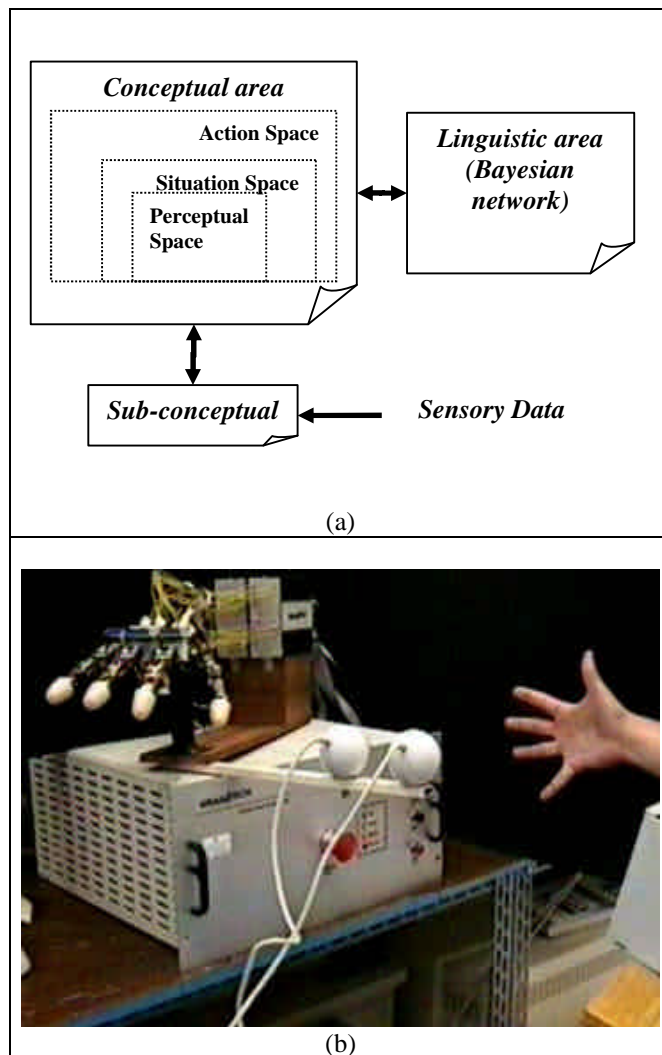 Conceptual area
Action Space
Situation Space
Perceptual
Space
Linguistic area
(Bayesian
network)
Sub-conceptual
Sensory Data
(a)
(b)